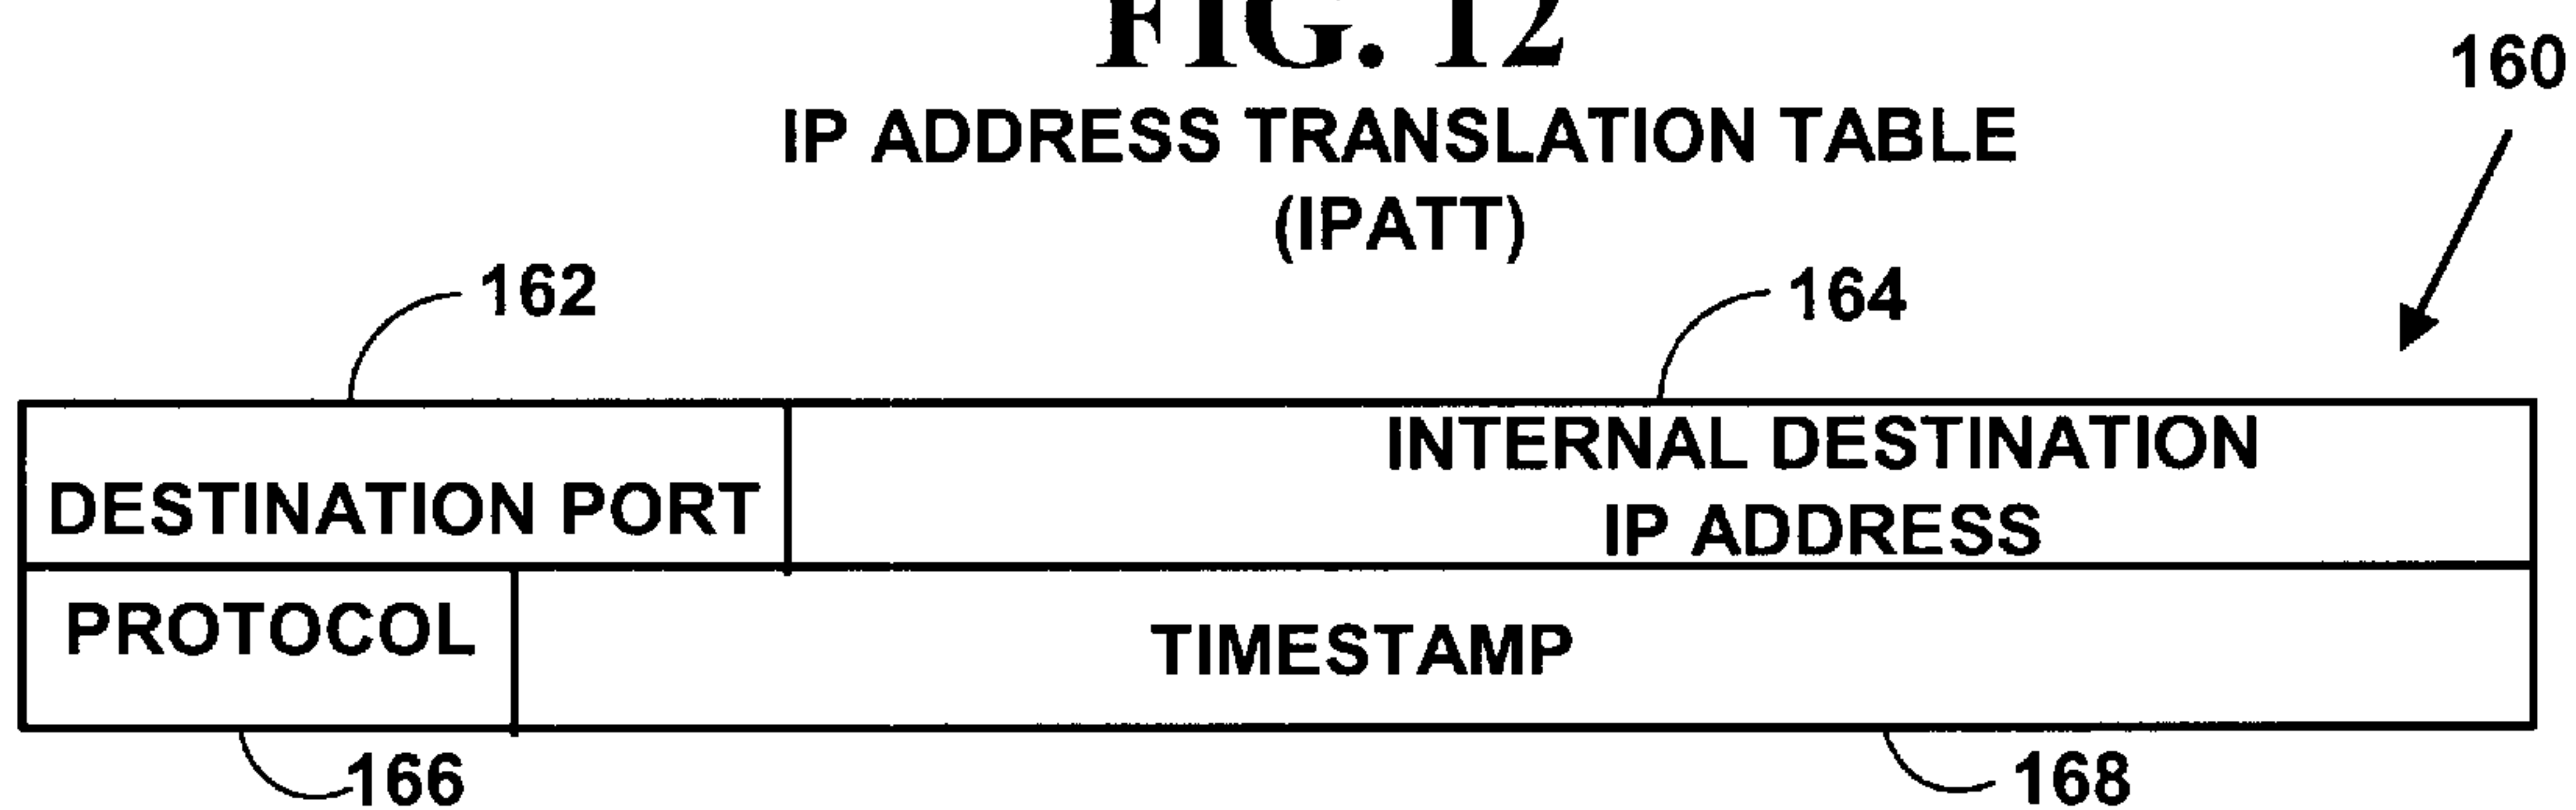 FIG. 12
160
IP ADDRESS TRANSLATION TABLE
(IPATT)
162
164
DESTINATION PORT
INTERNAL DESTINATION
IP ADDRESS
PROTOCOL
TIMESTAMP
166
168